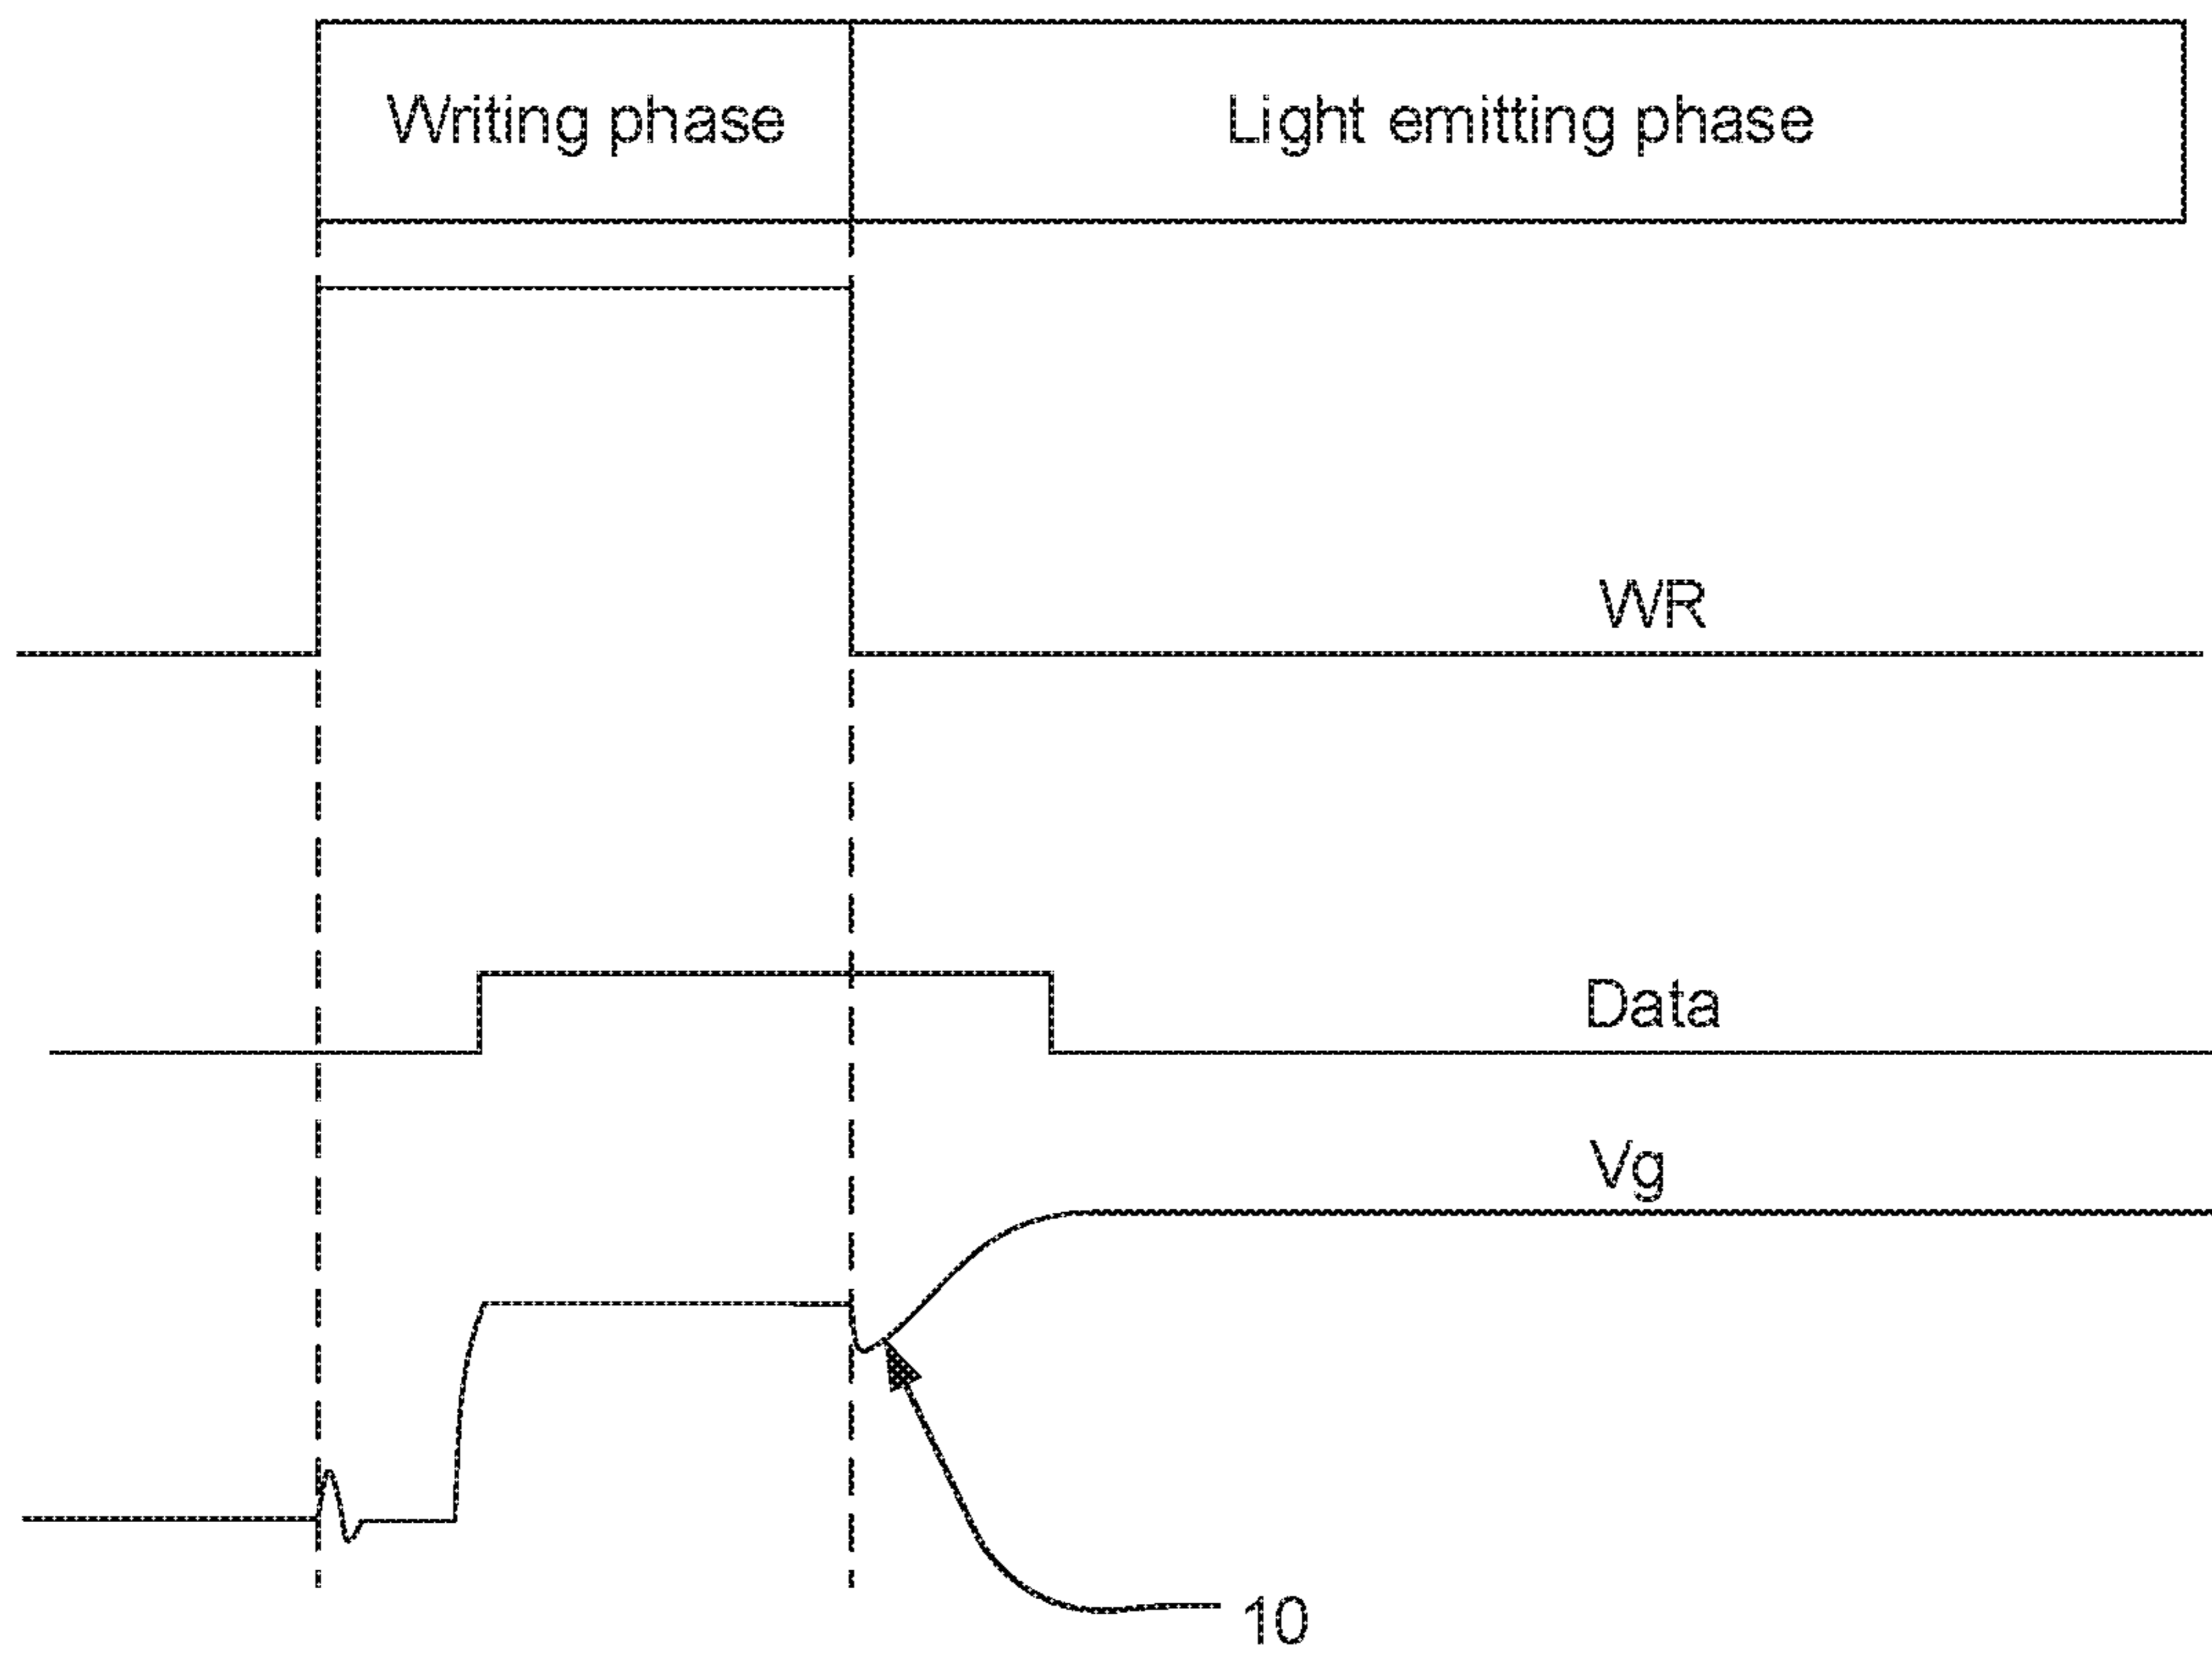 Writing phase
Light emitting phase
WR
Data
Vg
10